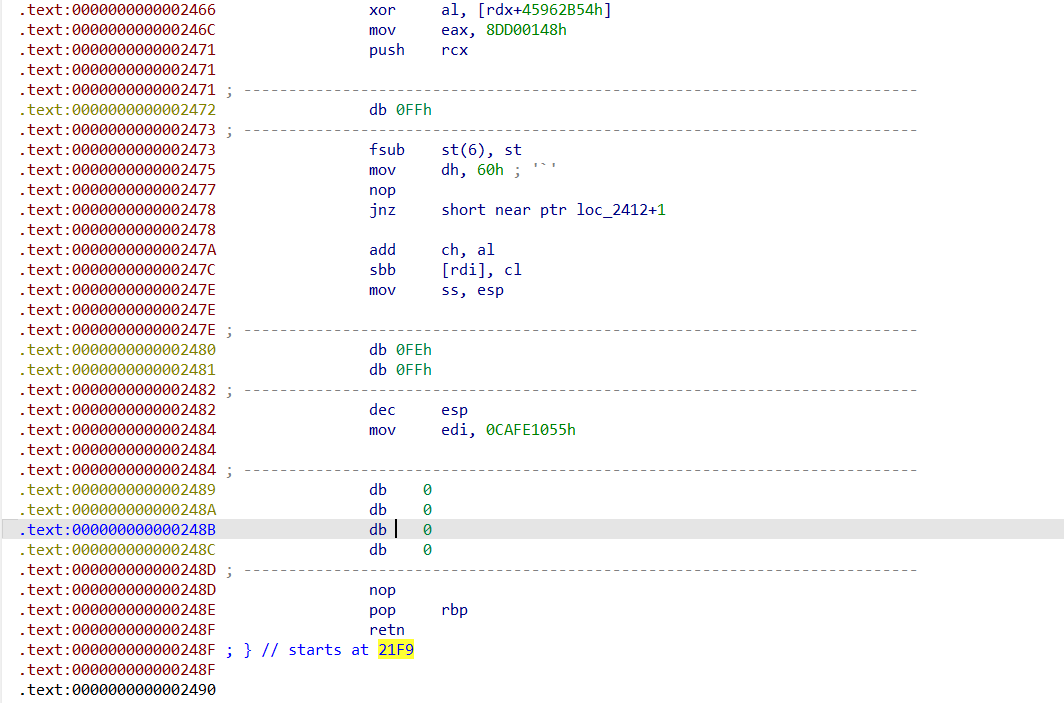 .text:0000000000002466 xor al, [rdx+45962B54h]
.text:000000000000246C mov eax, 8DD00148h
.text:0000000000002471 push rcx
.text:0000000000002471
.text:0000000000002471 ; ---------------------------------------------------------------------------
.text:0000000000002472 db 0FFh
.text:0000000000002473 ; ---------------------------------------------------------------------------
.text:0000000000002473 fsub st(6), st
.text:0000000000002475 mov dh, 60h ; '`'
.text:0000000000002477 nop
.text:0000000000002478 jnz short near ptr loc_2412+1
.text:0000000000002478
.text:000000000000247A add ch, al
.text:000000000000247C sbb [rdi], cl
.text:000000000000247E mov ss, esp
.text:000000000000247E
.text:000000000000247E ; ---------------------------------------------------------------------------
.text:0000000000002480 db 0FEh
.text:0000000000002481 db 0FFh
.text:0000000000002482 ; ---------------------------------------------------------------------------
.text:0000000000002482 dec esp
.text:0000000000002484 mov edi, 0CAFE1055h
.text:0000000000002484
.text:0000000000002484 ; ---------------------------------------------------------------------------
.text:0000000000002489 db 0
.text:000000000000248A db 0
.text:000000000000248B db 0
.text:000000000000248C db 0
.text:000000000000248D ; ---------------------------------------------------------------------------
.text:000000000000248D nop
.text:000000000000248E pop rbp
.text:000000000000248F retn
.text:000000000000248F ; } // starts at 21F9
.text:000000000000248F
.text:0000000000002490